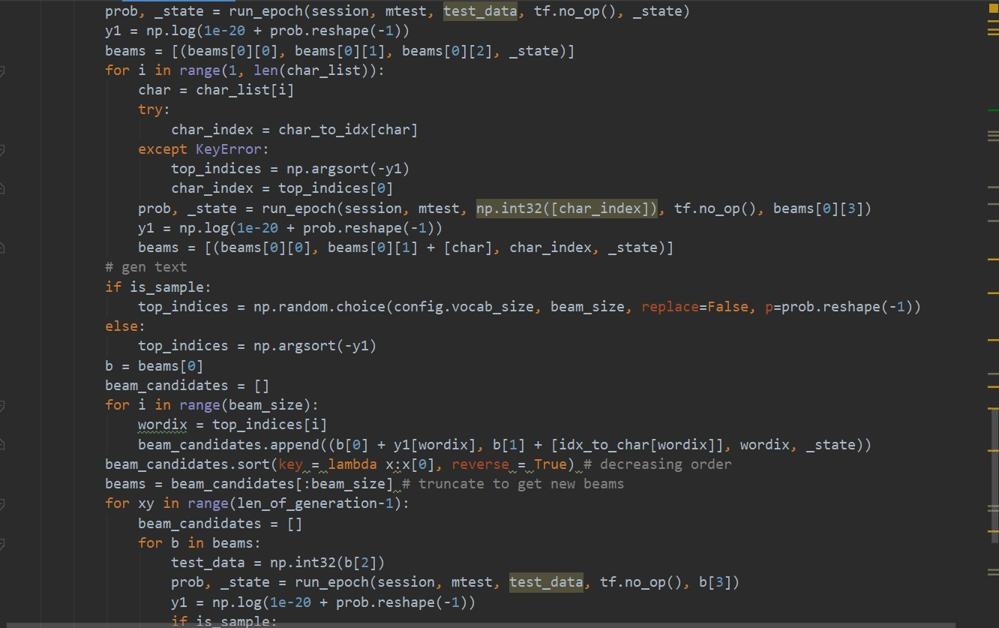 prob, _state = run_epoch(session, mtest, test_data, tf.no_op(), _state)
y1 = np.log(1e-20 + prob.reshape(-1))
beams = [(beams[0][0], beams[0][1], beams[0][2], _state)]
for i in range(1, len(char_list)):
    char = char_list[i]
    try:
        char_index = char_to_idx[char]
    except KeyError:
        top_indices = np.argsort(-y1)
        char_index = top_indices[0]
    prob, _state = run_epoch(session, mtest, np.int32([char_index]), tf.no_op(), beams[0][3])
    y1 = np.log(1e-20 + prob.reshape(-1))
    beams = [(beams[0][0], beams[0][1] + [char], char_index, _state)]
# gen text
if is_sample:
    top_indices = np.random.choice(config.vocab_size, beam_size, replace=False, p=prob.reshape(-1))
else:
    top_indices = np.argsort(-y1)
b = beams[0]
beam_candidates = []
for i in range(beam_size):
    wordix = top_indices[i]
    beam_candidates.append((b[0] + y1[wordix], b[1] + [idx_to_char[wordix]], wordix, _state))
beam_candidates.sort(key = lambda x:x[0], reverse = True) # decreasing order
beams = beam_candidates[:beam_size] # truncate to get new beams
for xy in range(len_of_generation-1):
    beam_candidates = []
    for b in beams:
        test_data = np.int32(b[2])
        prob, _state = run_epoch(session, mtest, test_data, tf.no_op(), b[3])
        y1 = np.log(1e-20 + prob.reshape(-1))
        if is_sample: